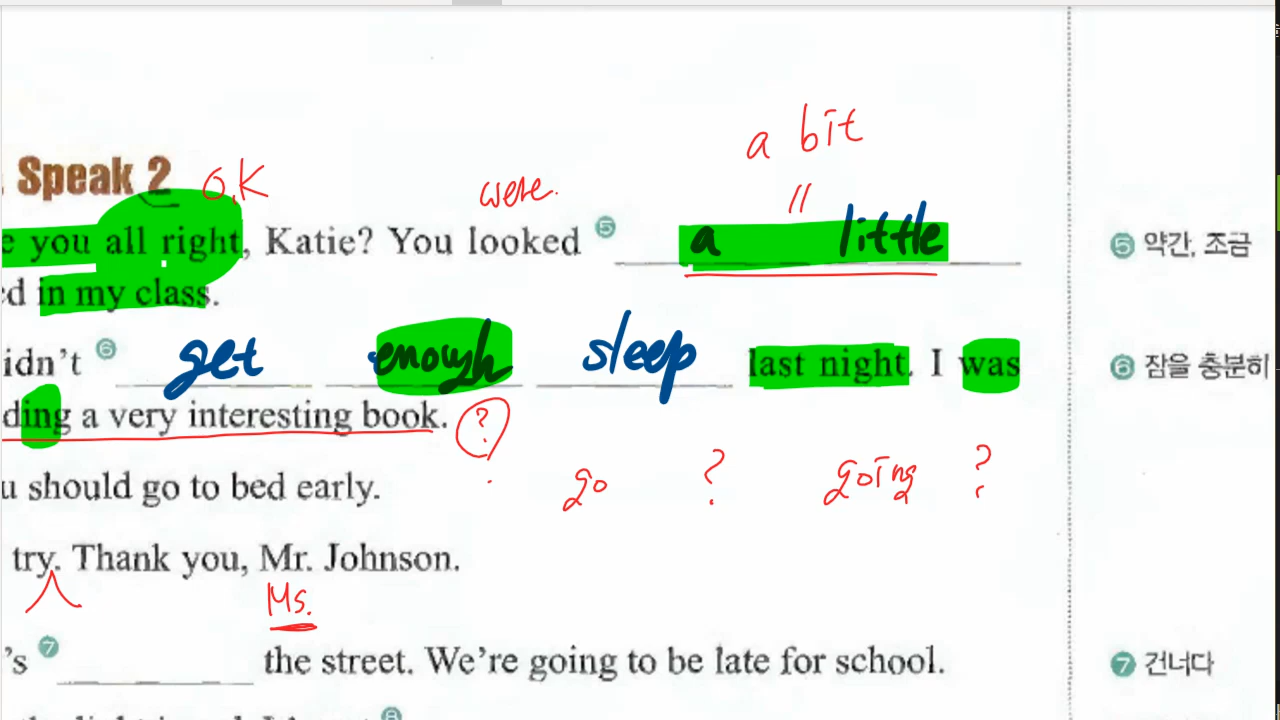 a bit
. Speak 2 O.K were.
"
e you all right, Katie? You looked ⑤ a little ⑤ 약간, 조금
ed in my class.
idn't ⑥ get enough sleep last night. I was ⑥ 잠을 충분히
ding a very interesting book. ?
go ? going ?
u should go to bed early.
try. Thank you, Mr. Johnson.
Ms.
's ⑦ ____ the street. We're going to be late for school. ⑦ 건너다
⑧